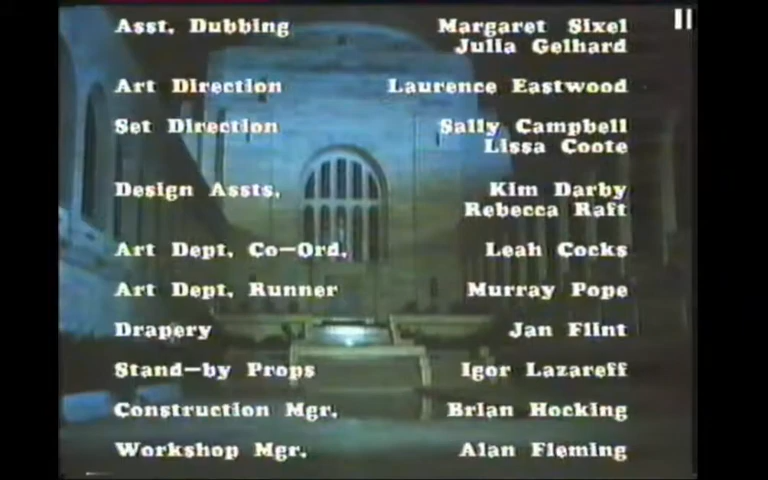 Asst. Dubbing Margaret Sixel
Julia Gelhard
Art Direction Laurence Eastwood
Set Direction Sally Campbell
Lissa Coote
Design Assts. Kim Darby
Rebecca Raft
Art Dept. Co-Ord. Leah Cocks
Art Dept. Runner Murray Pope
Drapery Jan Flint
Stand-by Props Igor Lazareff
Construction Mgr. Brian Hocking
Workshop Mgr. Alan Fleming